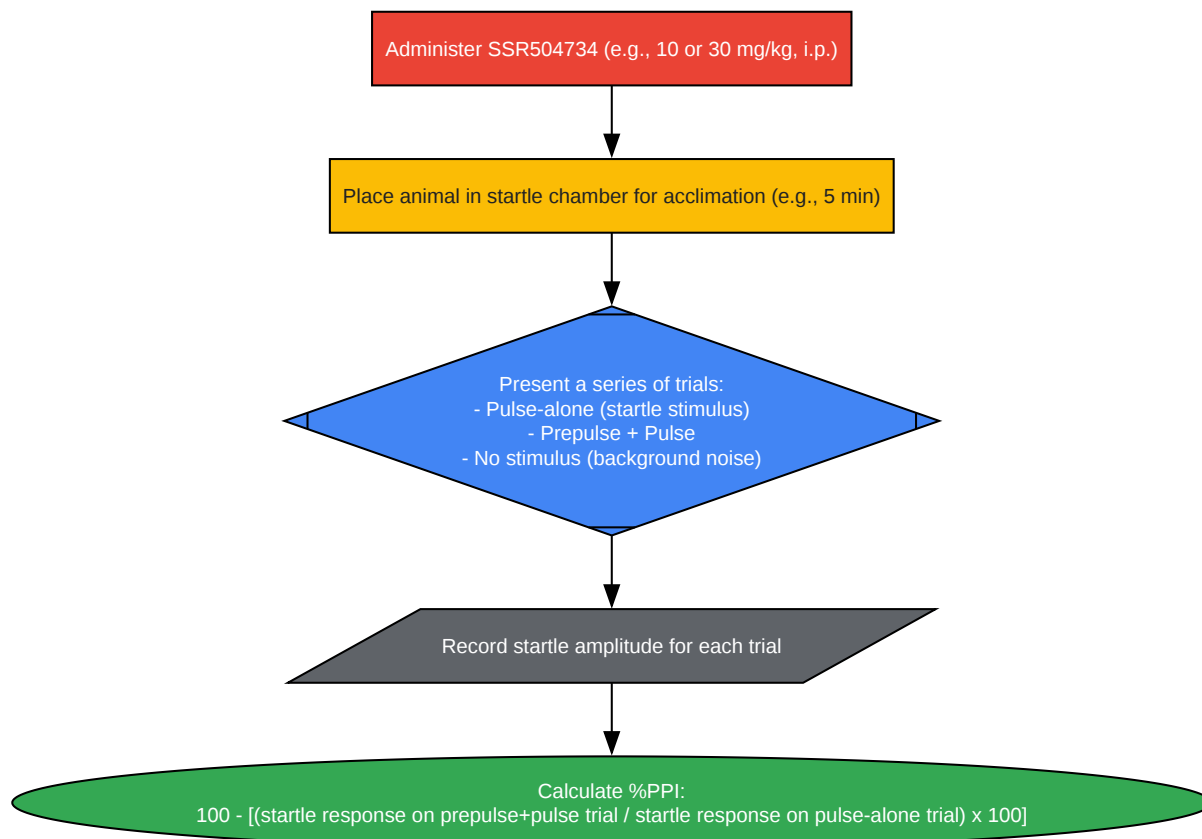 Administer SSR504734 (e.g., 10 or 30 mg/kg, i.p.)
Place animal in startle chamber for acclimation (e.g., 5 min)
Present a series of trials:
- Pulse-alone (startle stimulus)
- Prepulse + Pulse
- No stimulus (background noise)
Record startle amplitude for each trial
Calculate %PPI:
100 - [(startle response on prepulse+pulse trial / startle response on pulse-alone trial) x 100]